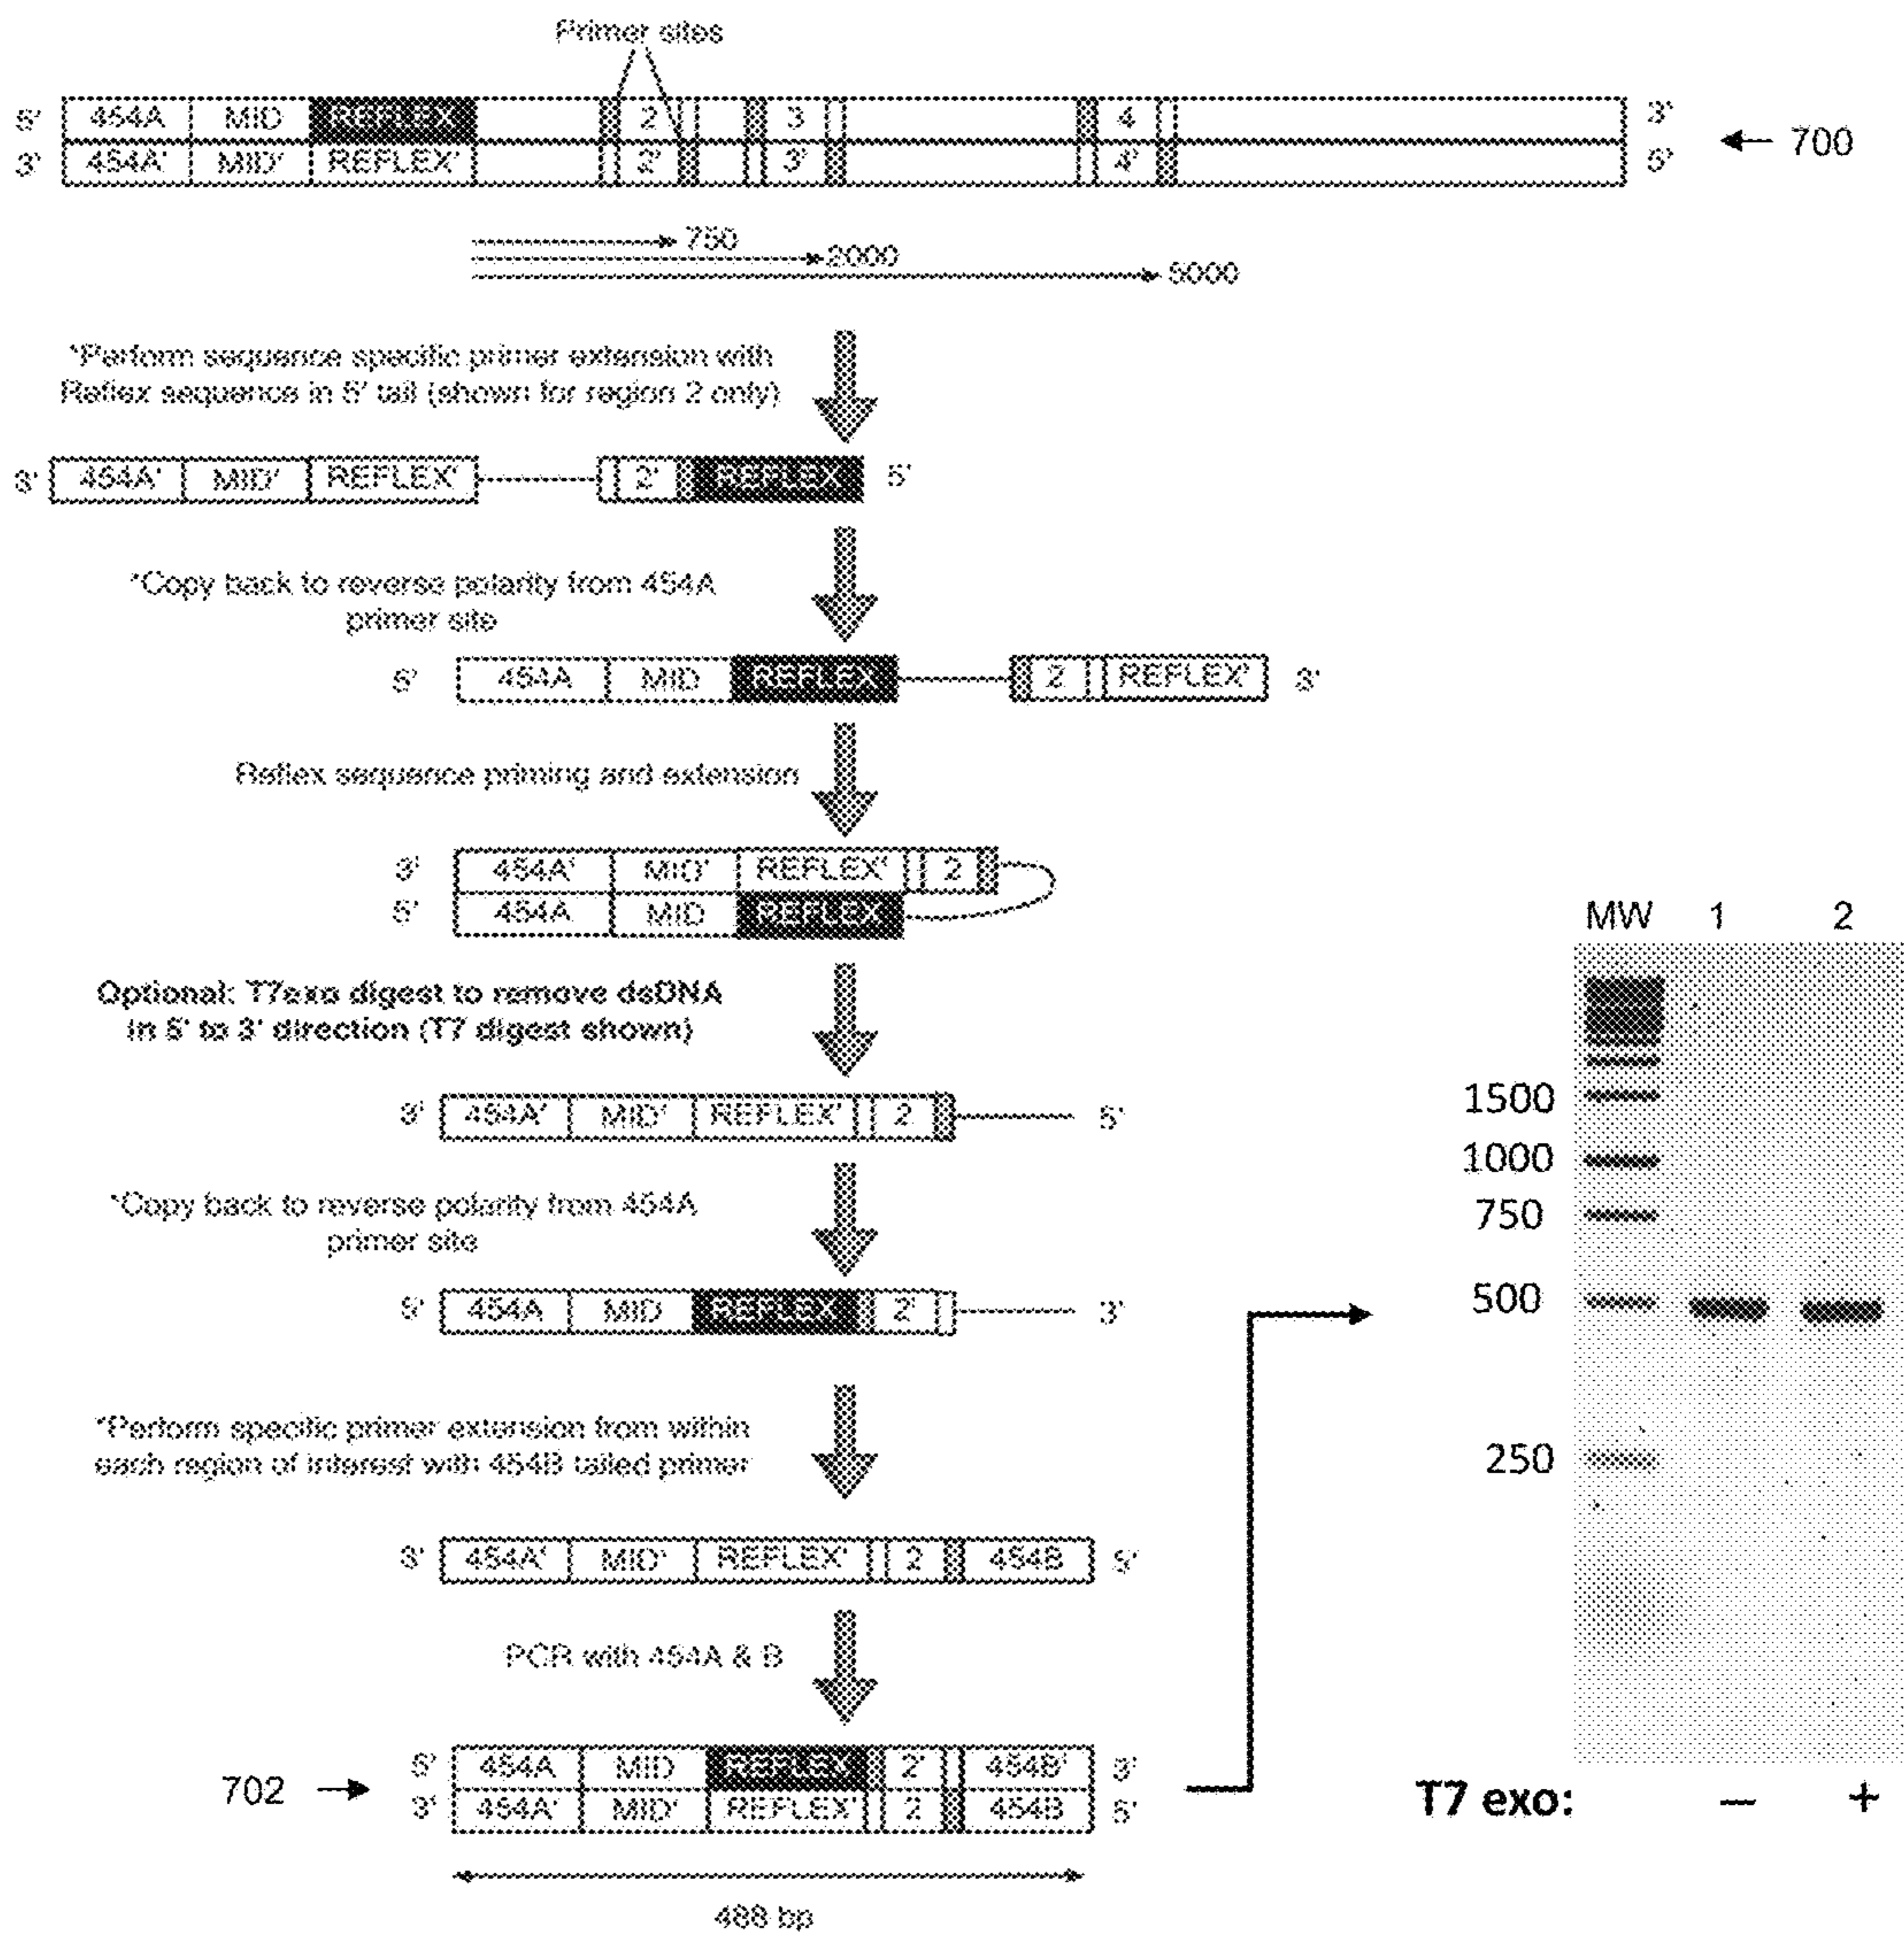 Primer sites
5' 454A MID REFLEX 2 3 4 3'
3' 454A' MID' REFLEX' 2' 3' 4' 5'
700
750
2000
5000
*Perform sequence specific primer extension with
Reflex sequence in 5' tail (shown for region 2 only)
3' 454A' MID' REFLEX' 2' REFLEX 5'
*Copy back to reverse polarity from 454A
primer site
5' 454A MID REFLEX 2 REFLEX' 3'
Reflex sequence priming and extension
3' 454A' MID' REFLEX' 2
5' 454A MID REFLEX
Optional: T7exo digest to remove dsDNA
in 5' to 3' direction (T7 digest shown)
3' 454A' MID' REFLEX' 2 5'
*Copy back to reverse polarity from 454A
primer site
5' 454A MID REFLEX 2' 3'
*Perform specific primer extension from within
each region of interest with 454B tailed primer
3' 454A' MID' REFLEX' 2 454B 5'
PCR with 454A & B
702
5' 454A MID REFLEX 2' 454B' 3'
3' 454A' MID' REFLEX' 2 454B 5'
488 bp
MW 1 2
1500
1000
750
500
250
T7 exo: – +